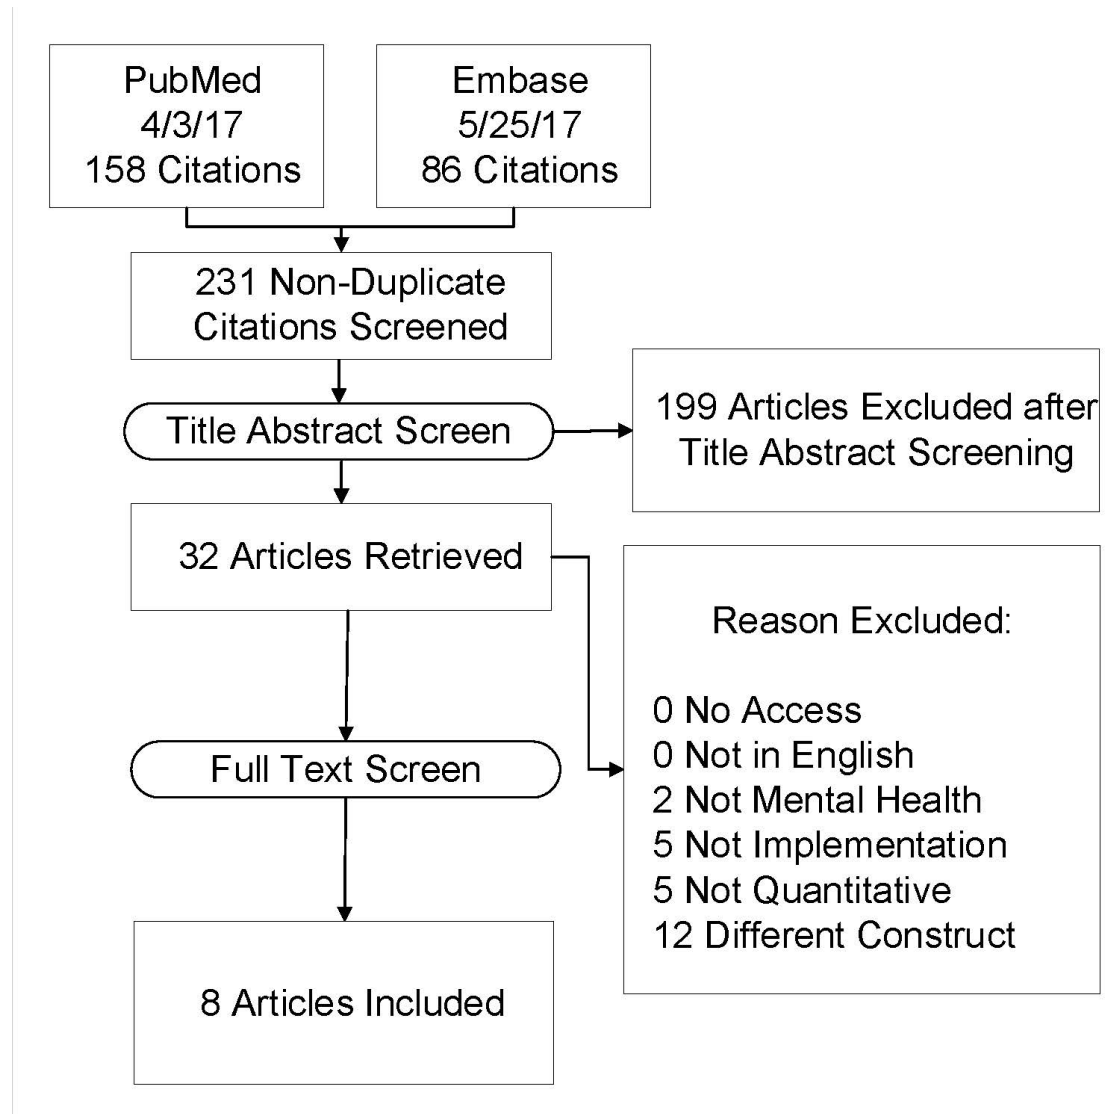 PubMed
4/3/17
158 Citations
Embase
5/25/17
86 Citations
231 Non-Duplicate
Citations Screened
Title Abstract Screen
199 Articles Excluded after
Title Abstract Screening
32 Articles Retrieved
Reason Excluded:
0 No Access
0 Not in English
2 Not Mental Health
5 Not Implementation
5 Not Quantitative
12 Different Construct
Full Text Screen
8 Articles Included